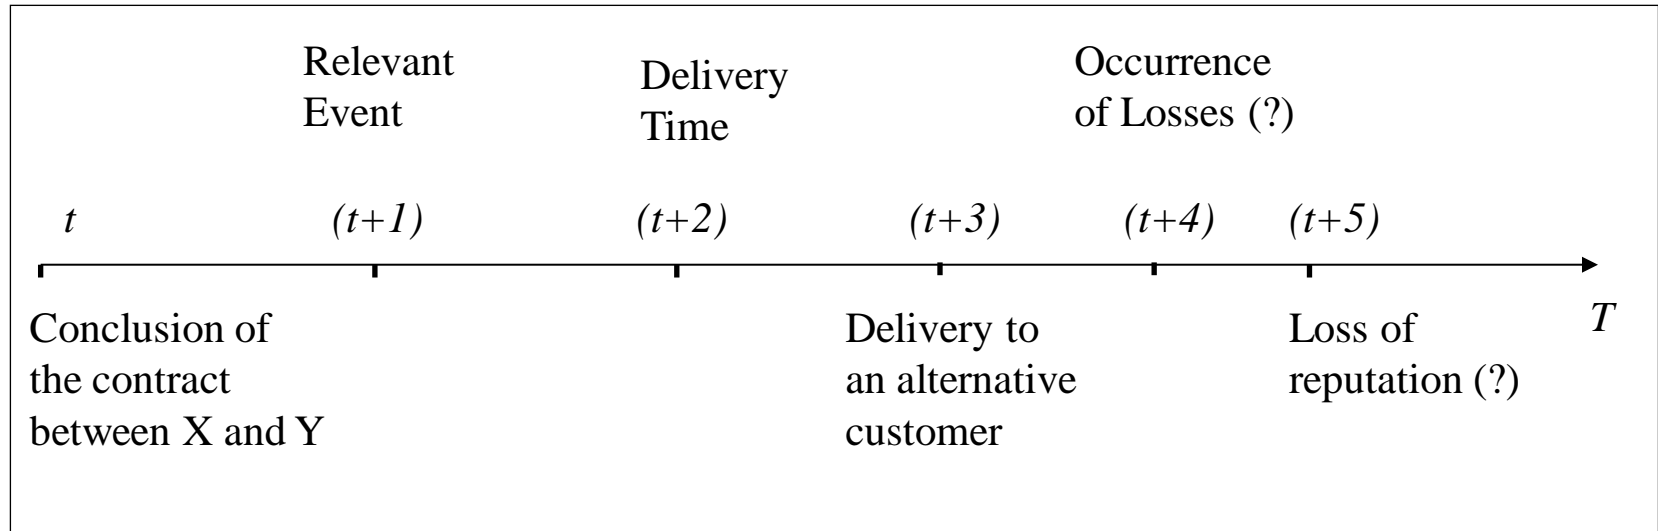 Relevant
Event
Delivery
Time
Occurrence
of Losses (?)
t
(t+1)
(t+2)
(t+3)
(t+4)
(t+5)
T
Conclusion of
the contract
between X and Y
Delivery to
an alternative
customer
Loss of
reputation (?)